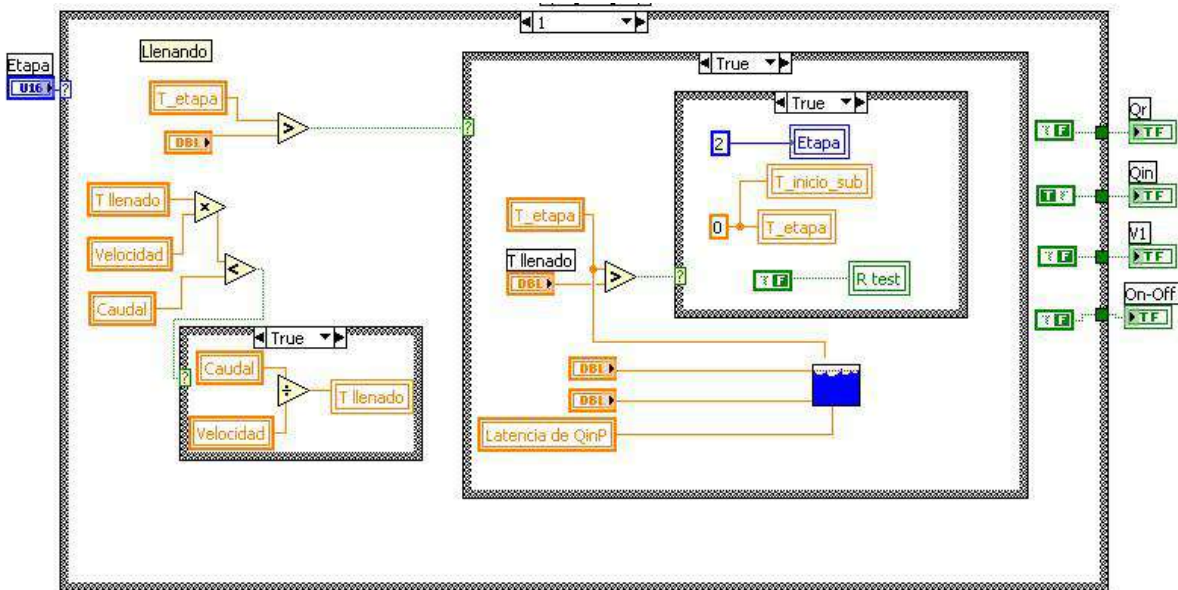 1
Llenando
Etapa
U16
?
T_etapa
DBL
>
T llenado
Velocidad
×
Caudal
<
True
?
Caudal
Velocidad
÷
T llenado
True
?
T_etapa
T llenado
DBL
>
DBL
DBL
Latencia de QinP
True
?
2
Etapa
0
T_inicio_sub
T_etapa
F
R test
F
Qr
TF
T
Qin
TF
F
V1
TF
F
On-Off
TF